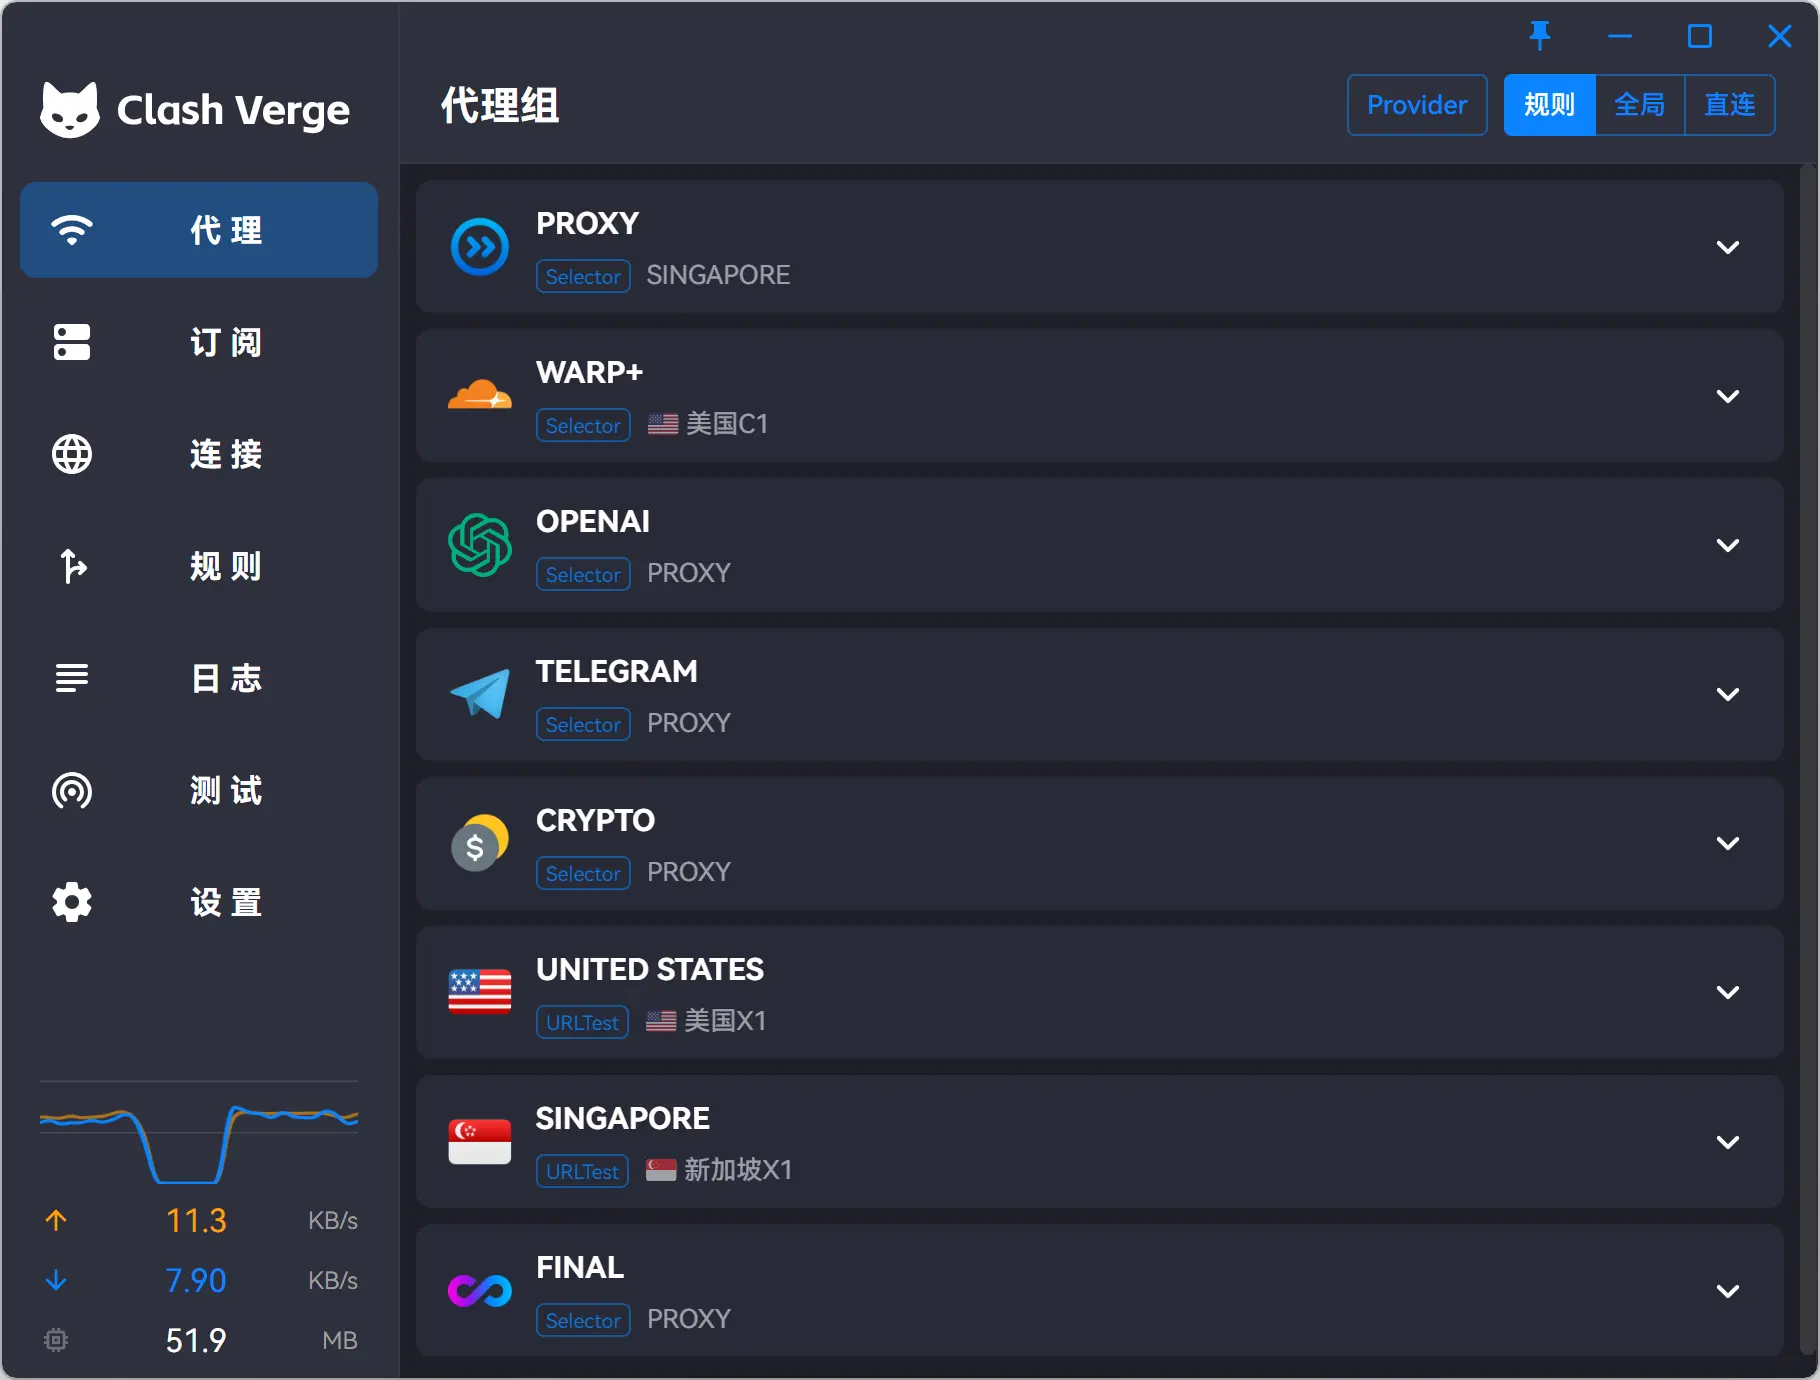 Clash Verge
代 理
订 阅
连 接
规 则
日 志
测 试
设 置
11.3 KB/s
7.90 KB/s
51.9 MB
代理组
Provider
规则 全局 直连
PROXY
Selector SINGAPORE
WARP+
Selector 🇺🇸 美国C1
OPENAI
Selector PROXY
TELEGRAM
Selector PROXY
CRYPTO
Selector PROXY
UNITED STATES
URLTest 🇺🇸 美国X1
SINGAPORE
URLTest 🇸🇬 新加坡X1
FINAL
Selector PROXY